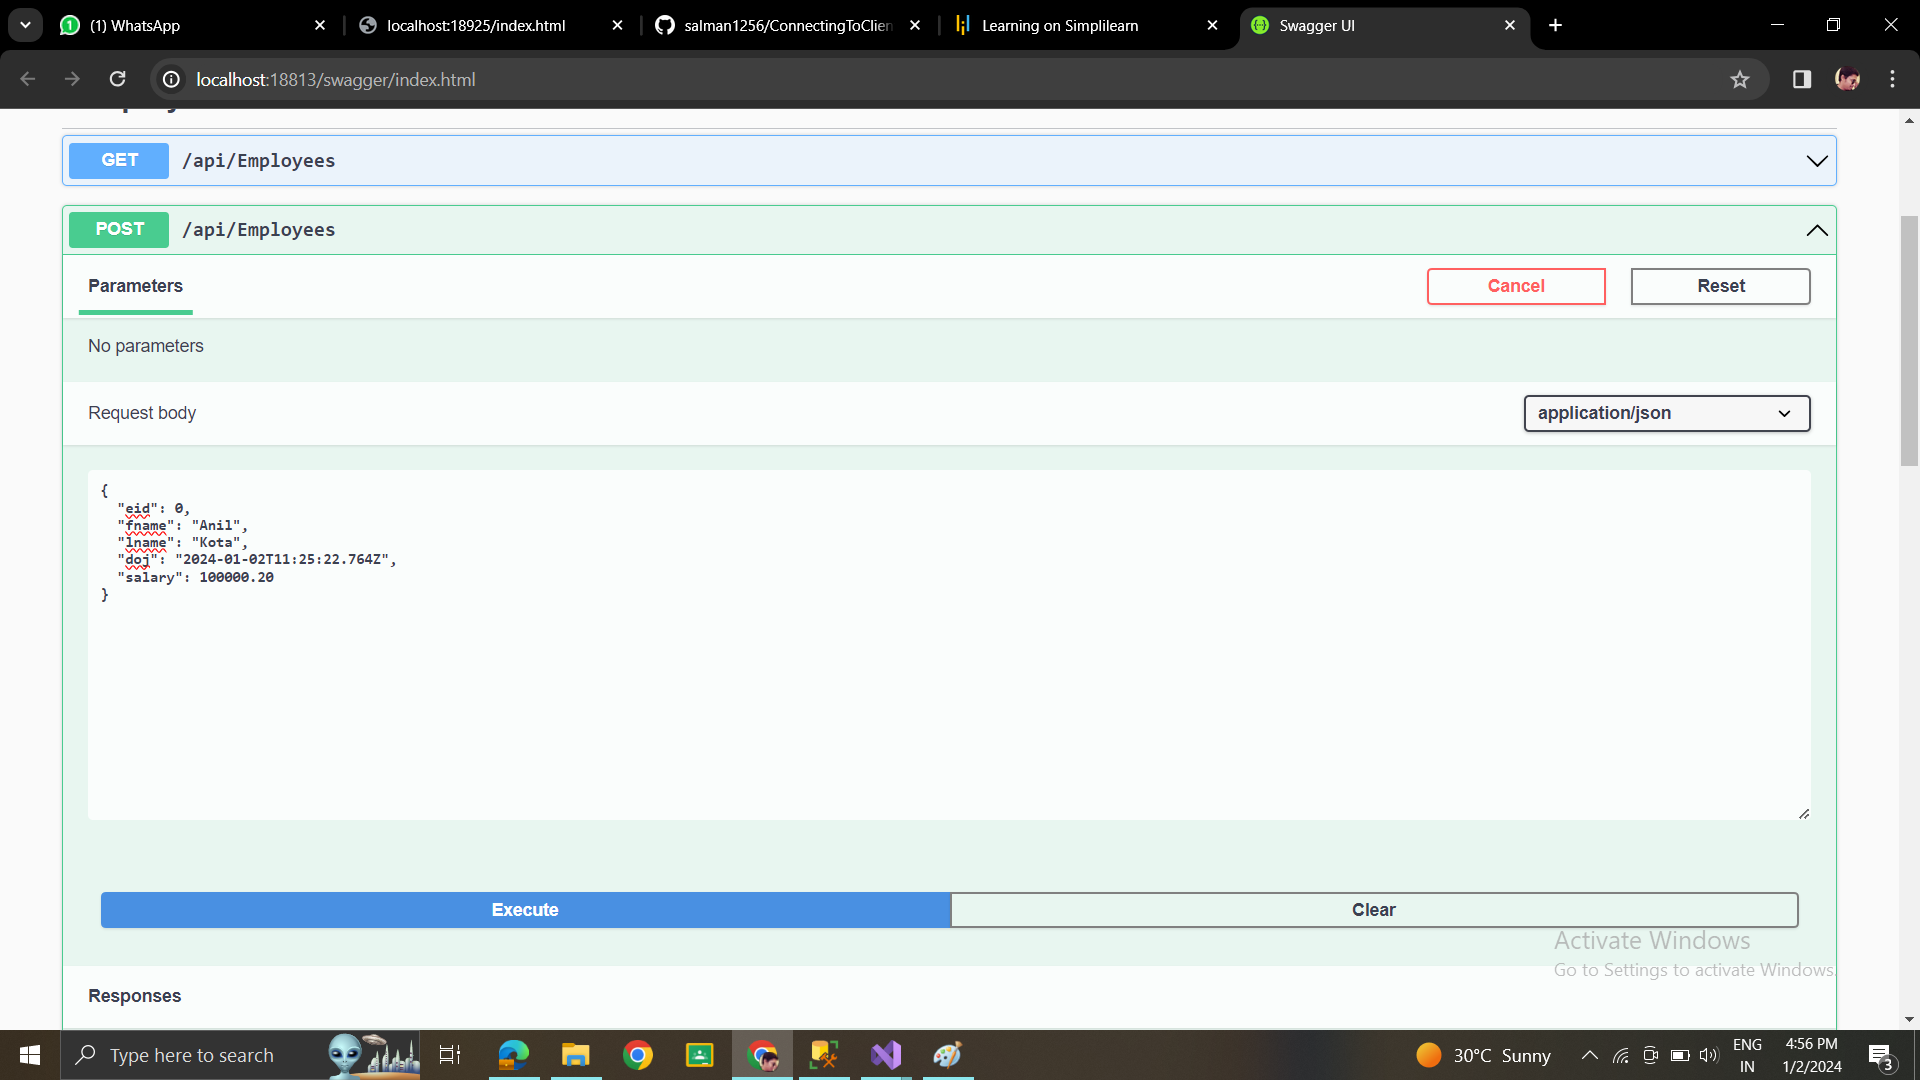 (1) WhatsApp
localhost:18925/index.html
salman1256/ConnectingToClien
Learning on Simplilearn
Swagger UI
localhost:18813/swagger/index.html
GET /api/Employees
POST /api/Employees
Parameters
Cancel
Reset
No parameters
Request body
application/json
{
"eid": 0,
"fname": "Anil",
"lname": "Kota",
"doj": "2024-01-02T11:25:22.764Z",
"salary": 100000.20
}
Execute
Clear
Activate Windows
Go to Settings to activate Windows.
Responses
Type here to search
30°C Sunny
ENG
IN
4:56 PM
1/2/2024
3